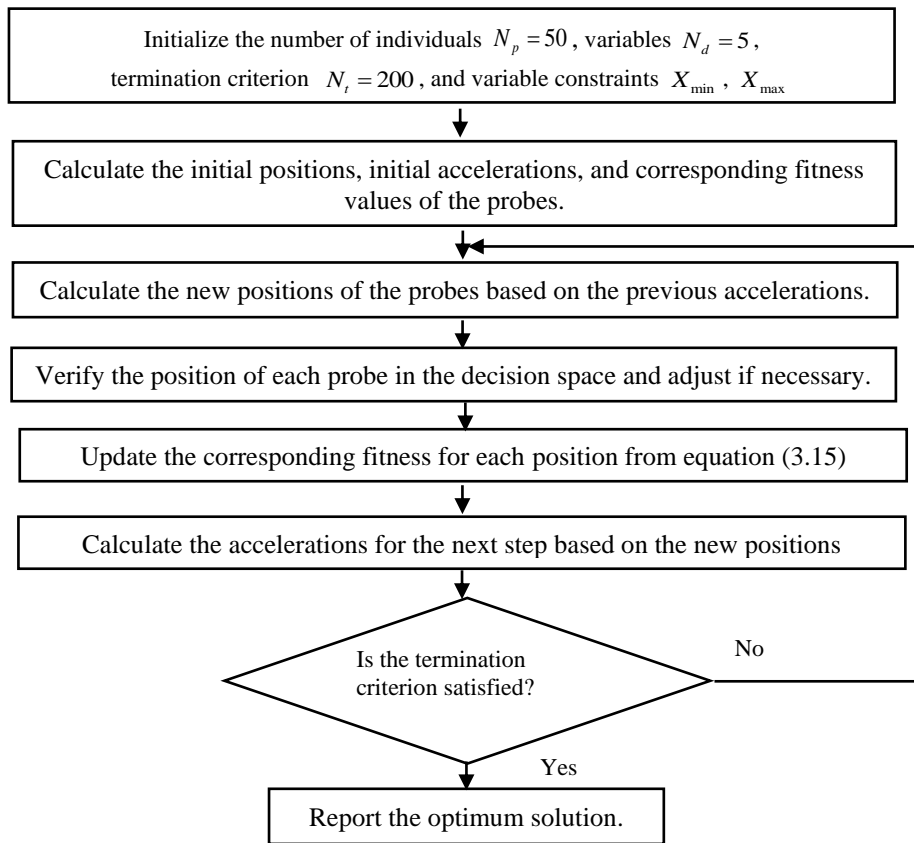 Initialize the number of individuals N_p = 50 , variables N_d = 5 ,
termination criterion N_t = 200 , and variable constraints X_min , X_max
Calculate the initial positions, initial accelerations, and corresponding fitness
values of the probes.
Calculate the new positions of the probes based on the previous accelerations.
Verify the position of each probe in the decision space and adjust if necessary.
Update the corresponding fitness for each position from equation (3.15)
Calculate the accelerations for the next step based on the new positions
Is the termination
criterion satisfied?
No
Yes
Report the optimum solution.